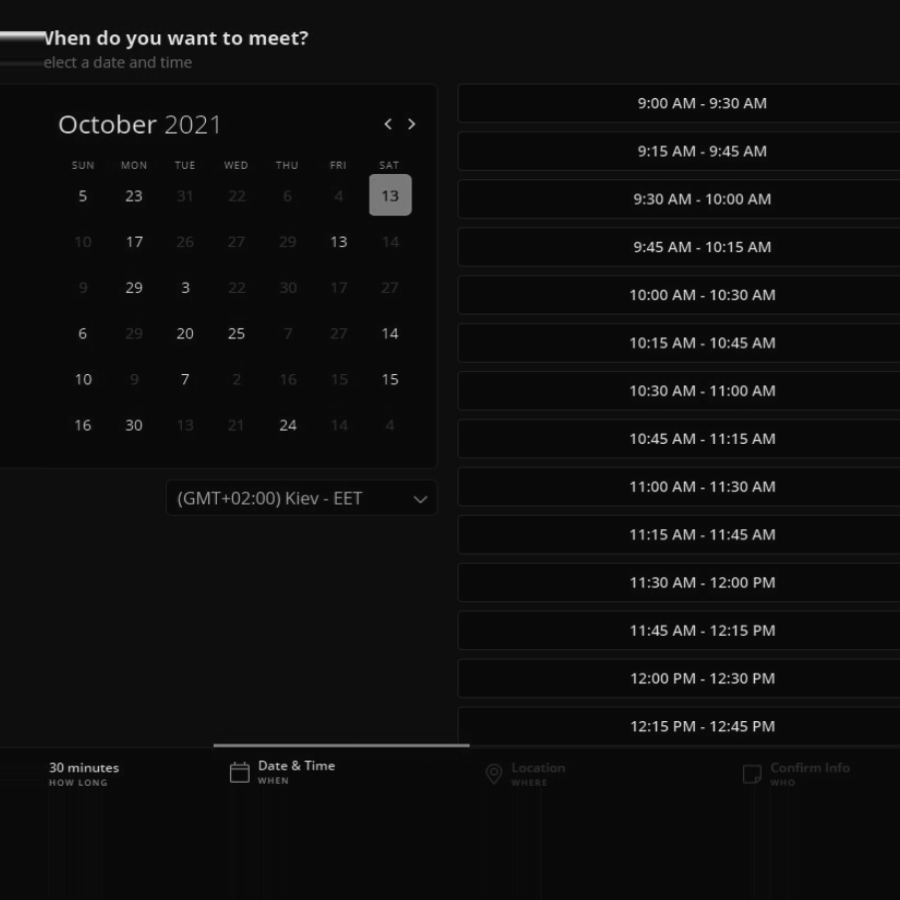 When do you want to meet?
elect a date and time
October 2021
SUN MON TUE WED THU FRI SAT
5 23 31 22 6 4 13
10 17 26 27 29 13 14
9 29 3 22 30 17 27
6 29 20 25 7 27 14
10 9 7 2 16 15 15
16 30 13 21 24 14 4
(GMT+02:00) Kiev - EET
9:00 AM - 9:30 AM
9:15 AM - 9:45 AM
9:30 AM - 10:00 AM
9:45 AM - 10:15 AM
10:00 AM - 10:30 AM
10:15 AM - 10:45 AM
10:30 AM - 11:00 AM
10:45 AM - 11:15 AM
11:00 AM - 11:30 AM
11:15 AM - 11:45 AM
11:30 AM - 12:00 PM
11:45 AM - 12:15 PM
12:00 PM - 12:30 PM
12:15 PM - 12:45 PM
30 minutes
HOW LONG
Date & Time
WHEN
Location
WHERE
Confirm Info
WHO